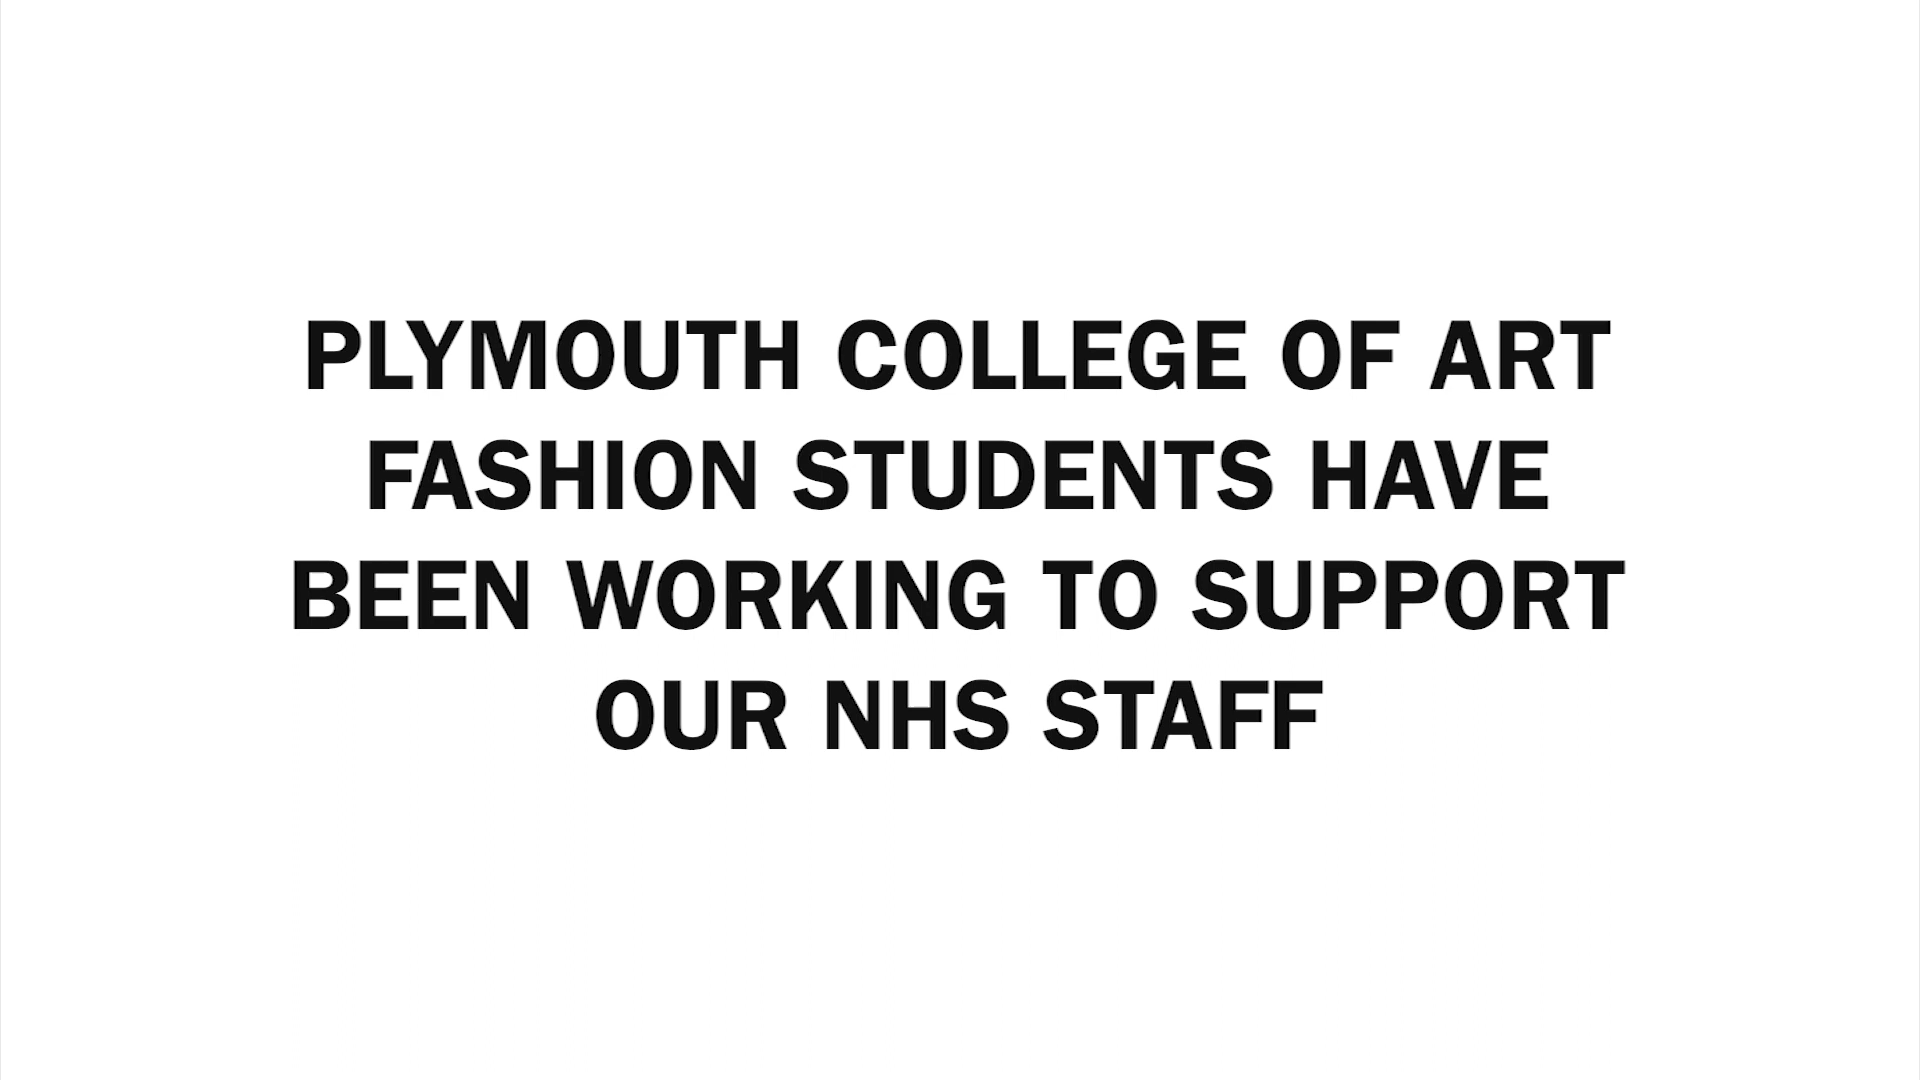 PLYMOUTH COLLEGE OF ART
FASHION STUDENTS HAVE
BEEN WORKING TO SUPPORT
OUR NHS STAFF